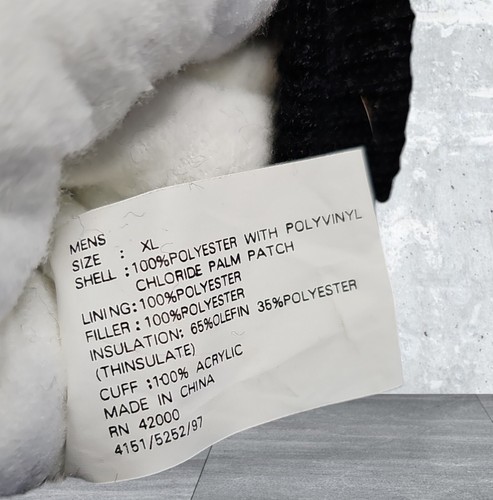 MENS
SIZE : XL
SHELL :100%POLYESTER WITH POLYVINYL
CHLORIDE PALM PATCH
LINING:100%POLYESTER
FILLER:100%POLYESTER
INSULATION: 65%OLEFIN 35%POLYESTER
(THINSULATE)
CUFF :100% ACRYLIC
MADE IN CHINA
RN 42000
4151/5252/97